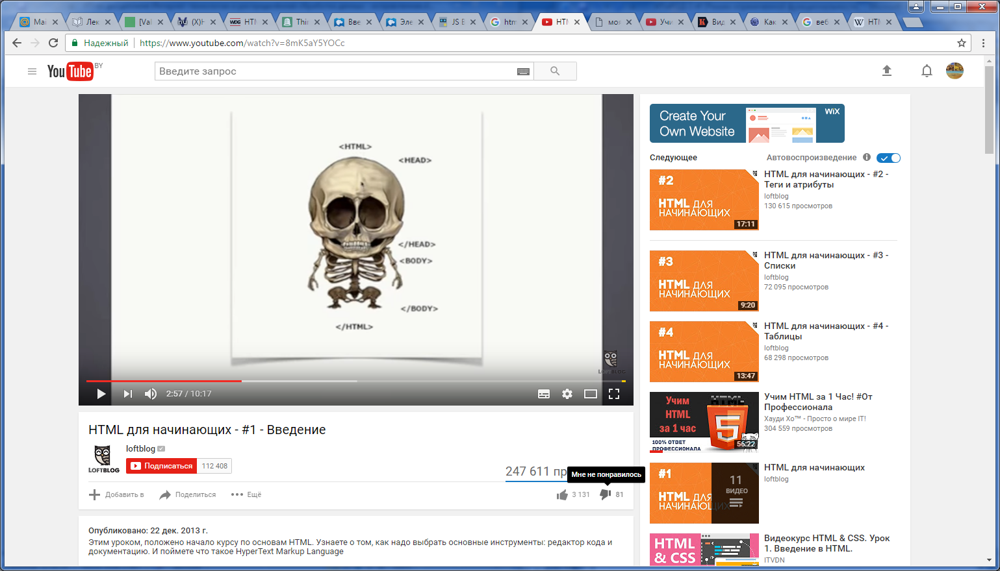 Mai
Лек
[Val
(X)H
HTM
Thir
Вве
Эле
JS B
htm
HTM
моя
Учи
Вид
Как
веб
HTM
Надежный
https://www.youtube.com/watch?v=8mK5aY5YOCc
YouTube BY
Введите запрос
<HTML>
<HEAD>
</HEAD>
<BODY>
</BODY>
</HTML>
LOFTBLOG
2:57 / 10:17
HTML для начинающих - #1 - Введение
loftblog
LOFTBLOG
Подписаться
112 408
247 611 пр
Мне не понравилось
Добавить в
Поделиться
Ещё
3 131
81
Опубликовано: 22 дек. 2013 г.
Этим уроком, положено начало курсу по основам HTML. Узнаете о том, как надо выбрать основные инструменты: редактор кода и
документацию. И поймете что такое HyperText Markup Language
Create Your
Own Website
WiX
Следующее
Автовоспроизведение
#2
HTML ДЛЯ
НАЧИНАЮЩИХ
17:11
HTML для начинающих - #2 -
Теги и атрибуты
loftblog
130 615 просмотров
#3
HTML ДЛЯ
НАЧИНАЮЩИХ
9:20
HTML для начинающих - #3 -
Списки
loftblog
72 095 просмотров
#4
HTML ДЛЯ
НАЧИНАЮЩИХ
13:47
HTML для начинающих - #4 -
Таблицы
loftblog
68 298 просмотров
Учим
HTML
за 1 час
100% ОТВЕТ
ПРОФЕССИОНАЛА
HTML
5
56:22
Учим HTML за 1 Час! #От
Профессионала
Хауди Хо™ - Просто о мире IT!
304 559 просмотров
#1
HTML ДЛЯ
НАЧИНАЮЩИХ
11
ВИДЕО
HTML для начинающих
loftblog
HTML
& CSS
Видеокурс HTML & CSS. Урок
1. Введение в HTML.
ITVDN